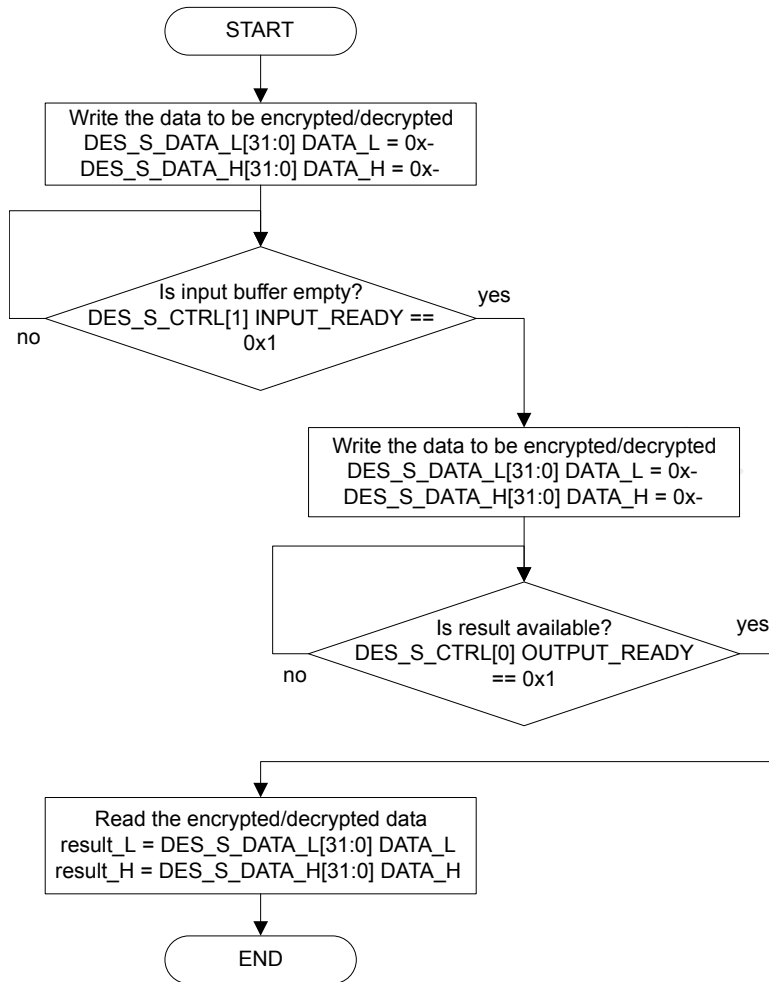 START
Write the data to be encrypted/decrypted
DES_S_DATA_L[31:0] DATA_L = 0x-
DES_S_DATA_H[31:0] DATA_H = 0x-
Is input buffer empty?
DES_S_CTRL[1] INPUT_READY ==
0x1
no
yes
Write the data to be encrypted/decrypted
DES_S_DATA_L[31:0] DATA_L = 0x-
DES_S_DATA_H[31:0] DATA_H = 0x-
Is result available?
DES_S_CTRL[0] OUTPUT_READY
== 0x1
no
yes
Read the encrypted/decrypted data
result_L = DES_S_DATA_L[31:0] DATA_L
result_H = DES_S_DATA_H[31:0] DATA_H
END